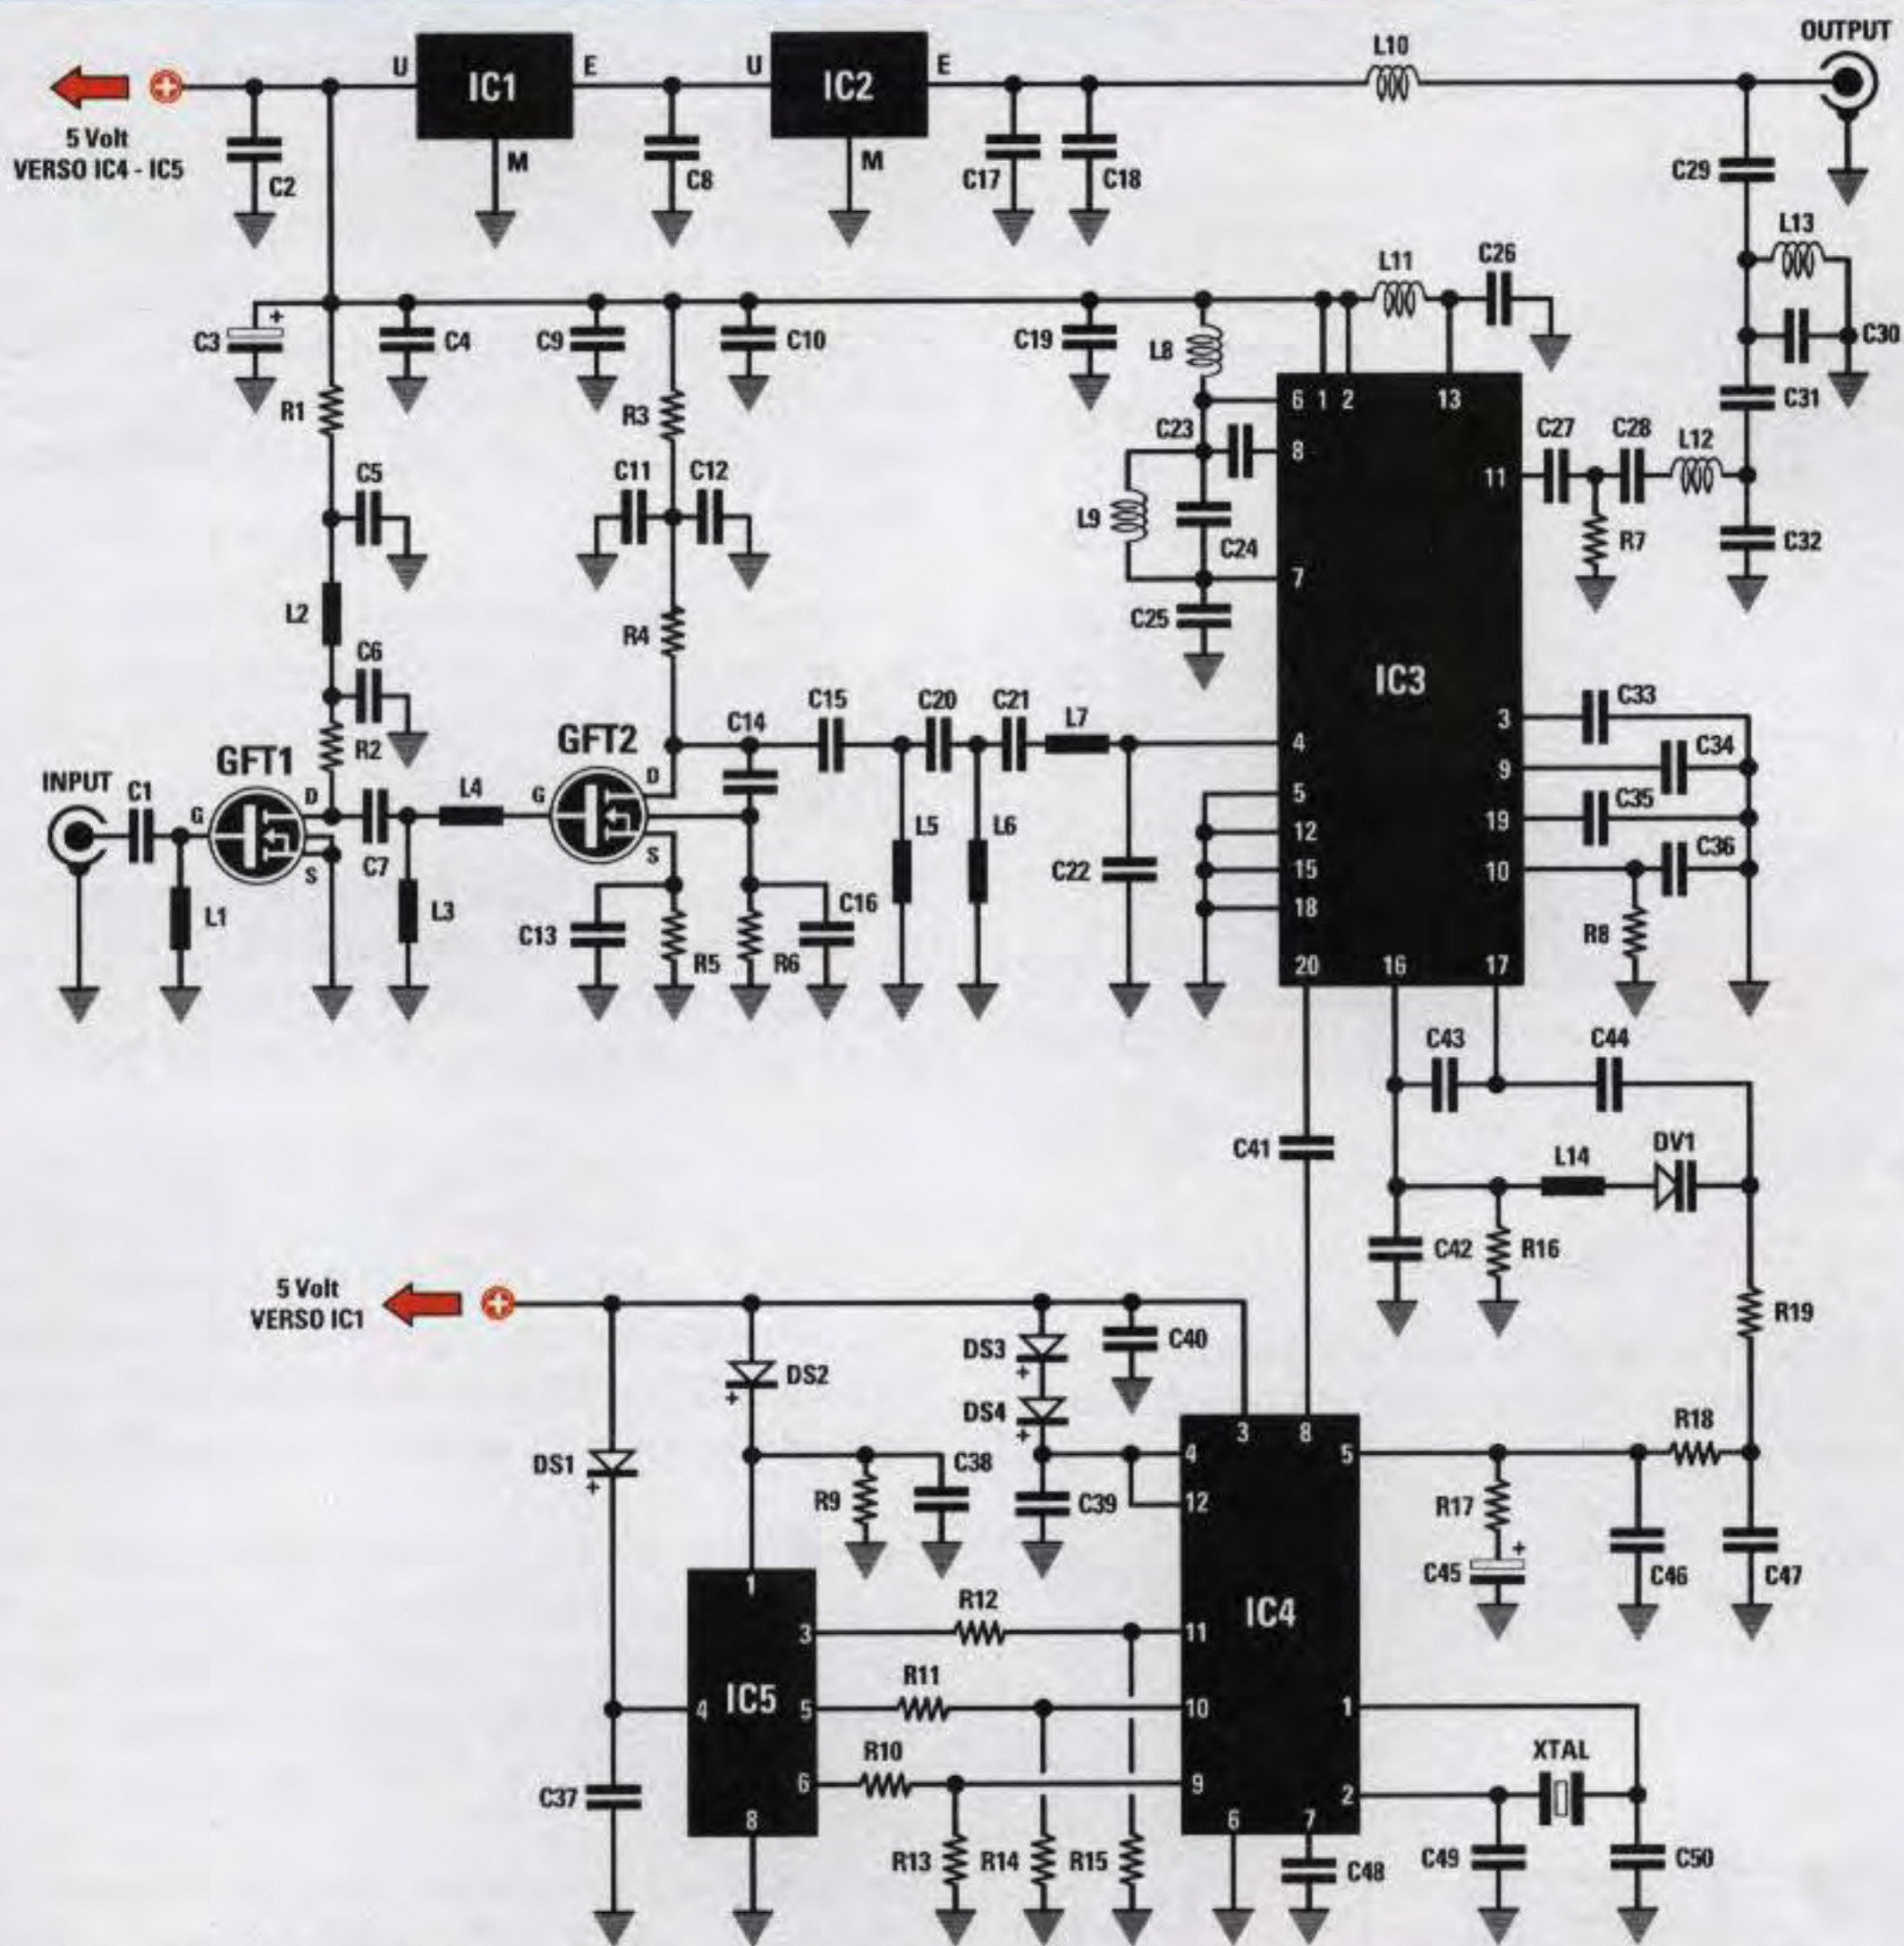 OUTPUT
L10
U IC1 E U IC2 E
5 Volt
VERSO IC4 - IC5
M M
C2 C8 C17 C18 C29
L13
L11 C26
+
C3 C4 C9 C10 C19 L8 C30
R1 R3 6 1 2 13 C31
C23 8 C27 C28 L12
C5 C11 C12 11
L9 C24 R7 C32
7
L2 R4 C25
C6 IC3
C14 C15 C20 C21 L7 3 C33
R2 GFT2 4 C34
GFT1 D 9
INPUT C1 G D L4 G 5 C35
19
S L5 L6 12
S C7 C22 15 10 C36
L1 L3 C13 R5 R6 C16 18 R8
20 16 17
C43 C44
C41 L14 DV1
C42 R16
5 Volt
VERSO IC1
R19
DS2 DS3 C40
+ +
DS4 3 8 R18
+
DS1 4 5
+
R9 C38 C39 12 R17
+
C45 C46 C47
1
R12 IC4
3 11
R11
4 IC5 5 10 1
R10 XTAL
C37 6 9 2
8 6 7
R13 R14 R15 C48 C49 C50